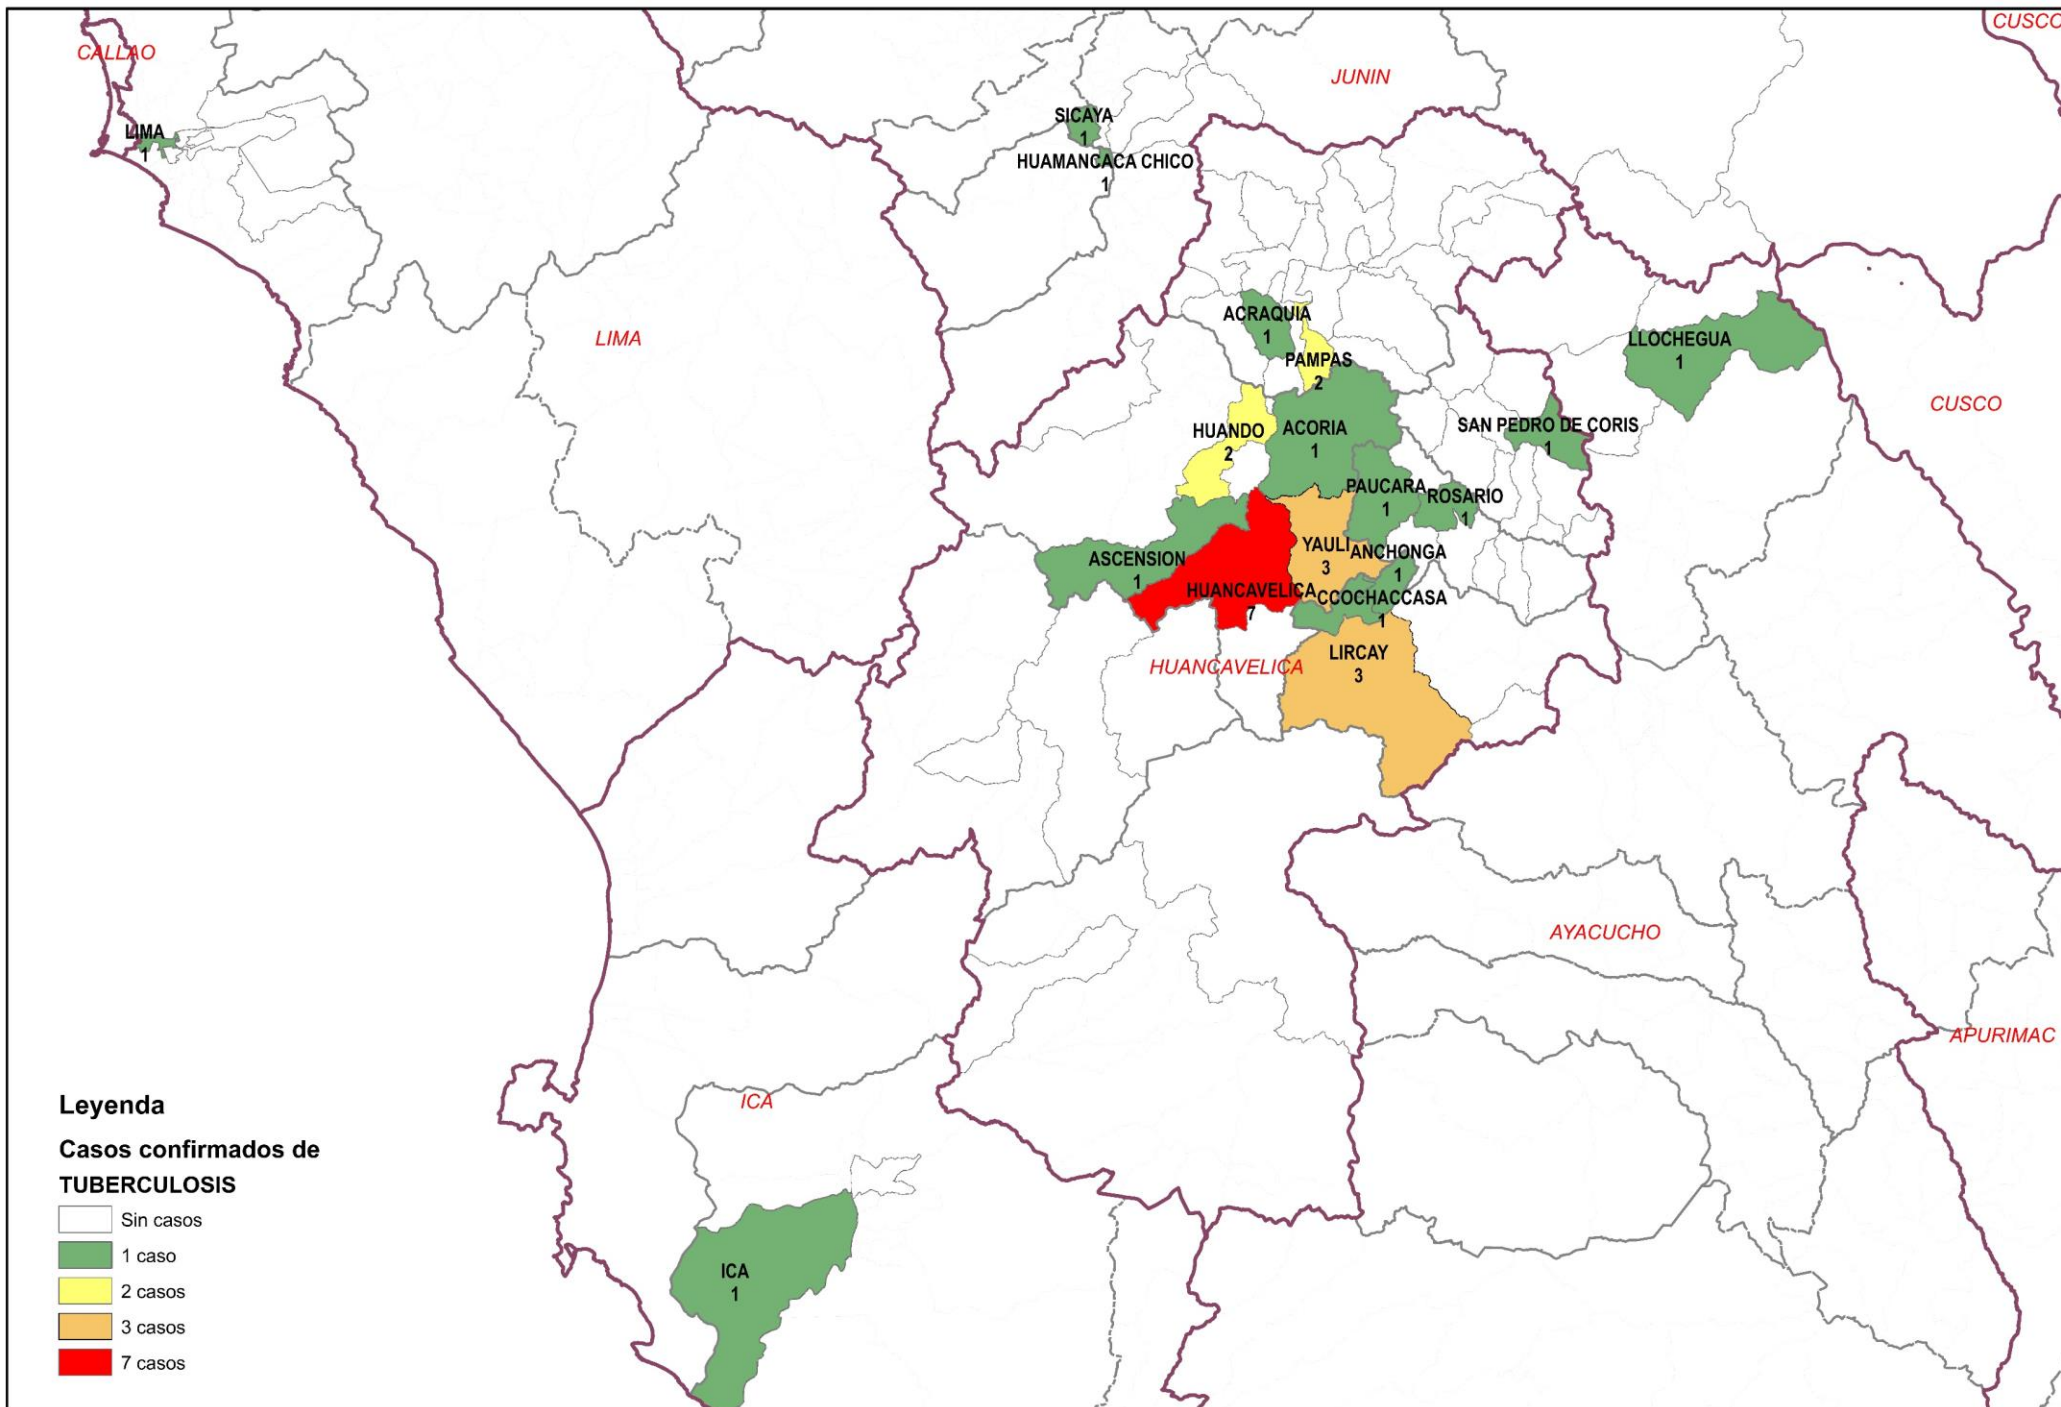 CUSCO
CALLAO
JUNIN
SICAYA
1
LIMA
1
HUAMANCACA CHICO
1
ACRAQUIA
1
LIMA
LLOCHEGUA
1
PAMPAS
2
CUSCO
HUANDO
2
ACORIA
1
SAN PEDRO DE CORIS
1
PAUCARA
1
ROSARIO
1
ASCENSION
1
YAULI
3
ANCHONGA
1
HUANCAVELICA
7
CCOCHACCASA
1
LIRCAY
3
HUANCAVELICA
AYACUCHO
APURIMAC
ICA
ICA
1
Leyenda
Casos confirmados de
TUBERCULOSIS
Sin casos
1 caso
2 casos
3 casos
7 casos